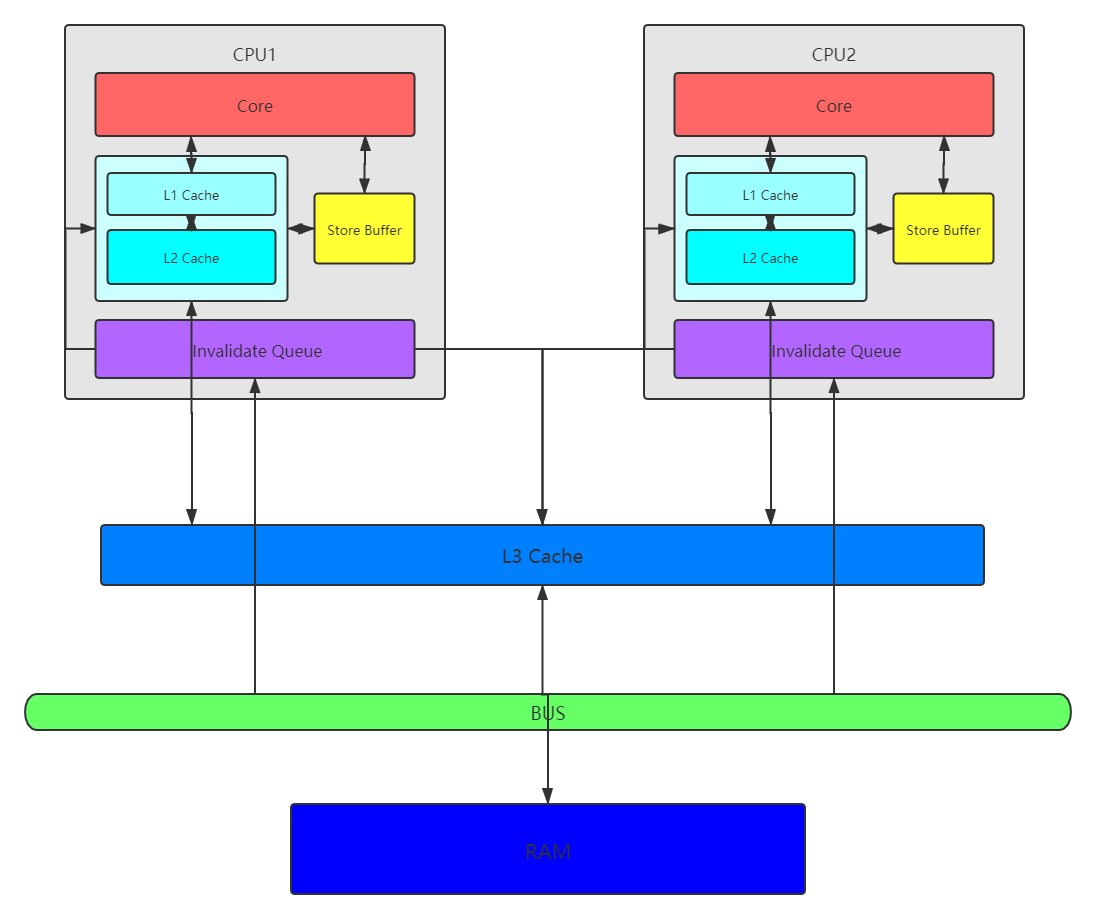 CPU1
Core
L1 Cache
L2 Cache
Store Buffer
Invalidate Queue
CPU2
Core
L1 Cache
L2 Cache
Store Buffer
Invalidate Queue
L3 Cache
BUS
RAM